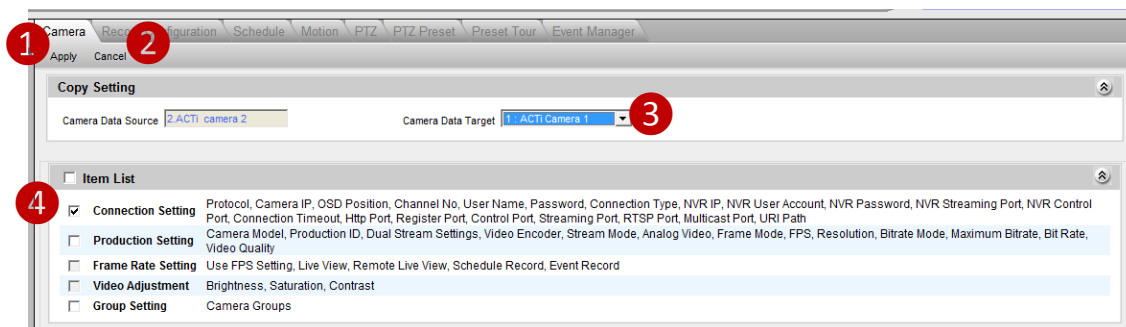 Camera Record Configuration Schedule Motion PTZ PTZ Preset Preset Tour Event Manager
1 2
Apply Cancel
Copy Setting
Camera Data Source 2.ACTi camera 2 Camera Data Target 1 : ACTi Camera 1 3
Item List
4
Connection Setting Protocol, Camera IP, OSD Position, Channel No, User Name, Password, Connection Type, NVR IP, NVR User Account, NVR Password, NVR Streaming Port, NVR Control
Port, Connection Timeout, Http Port, Register Port, Control Port, Streaming Port, RTSP Port, Multicast Port, URI Path
Production Setting Camera Model, Production ID, Dual Stream Settings, Video Encoder, Stream Mode, Analog Video, Frame Mode, FPS, Resolution, Bitrate Mode, Maximum Bitrate, Bit Rate,
Video Quality
Frame Rate Setting Use FPS Setting, Live View, Remote Live View, Schedule Record, Event Record
Video Adjustment Brightness, Saturation, Contrast
Group Setting Camera Groups